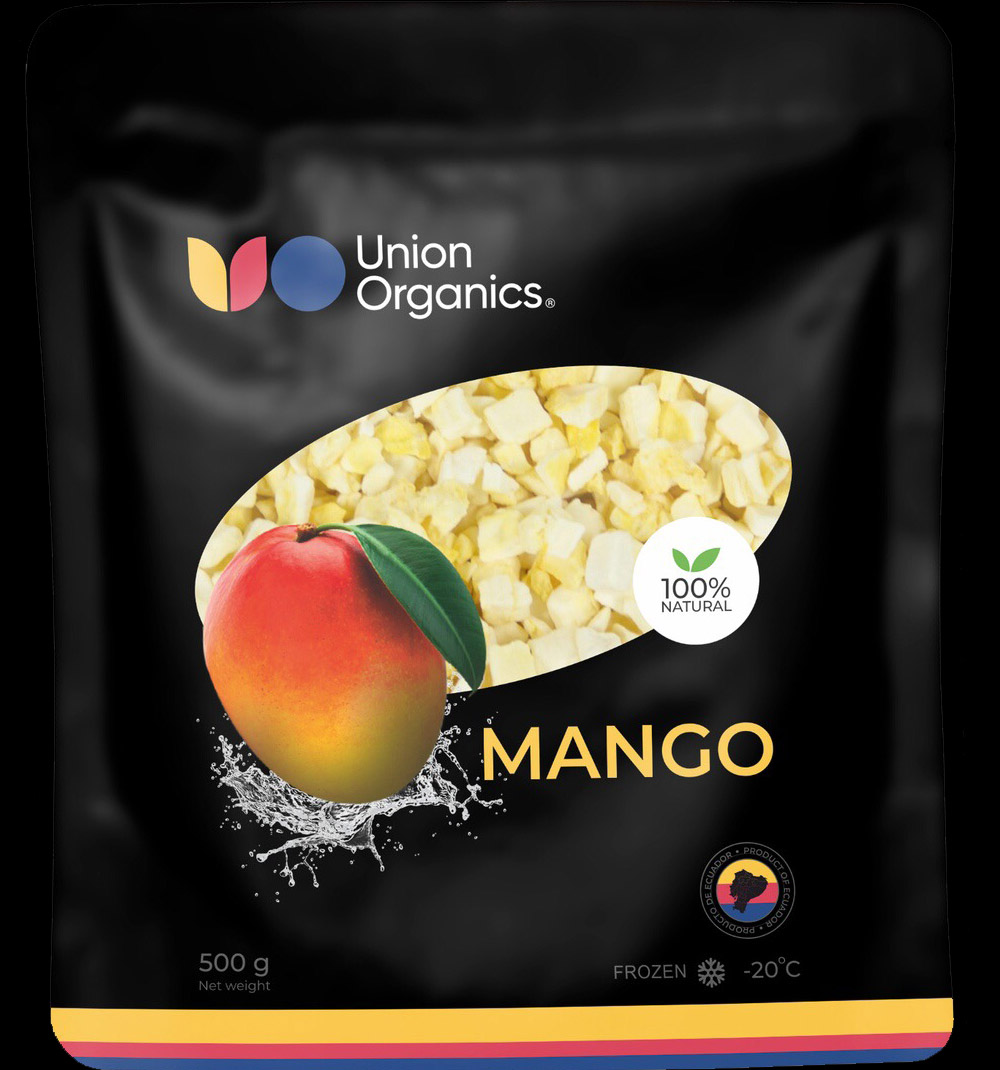 Union
Organics®
100%
NATURAL
MANGO
PRODUCTO DE ECUADOR • PRODUCT OF ECUADOR •
500 g
Net weight
FROZEN -20°C